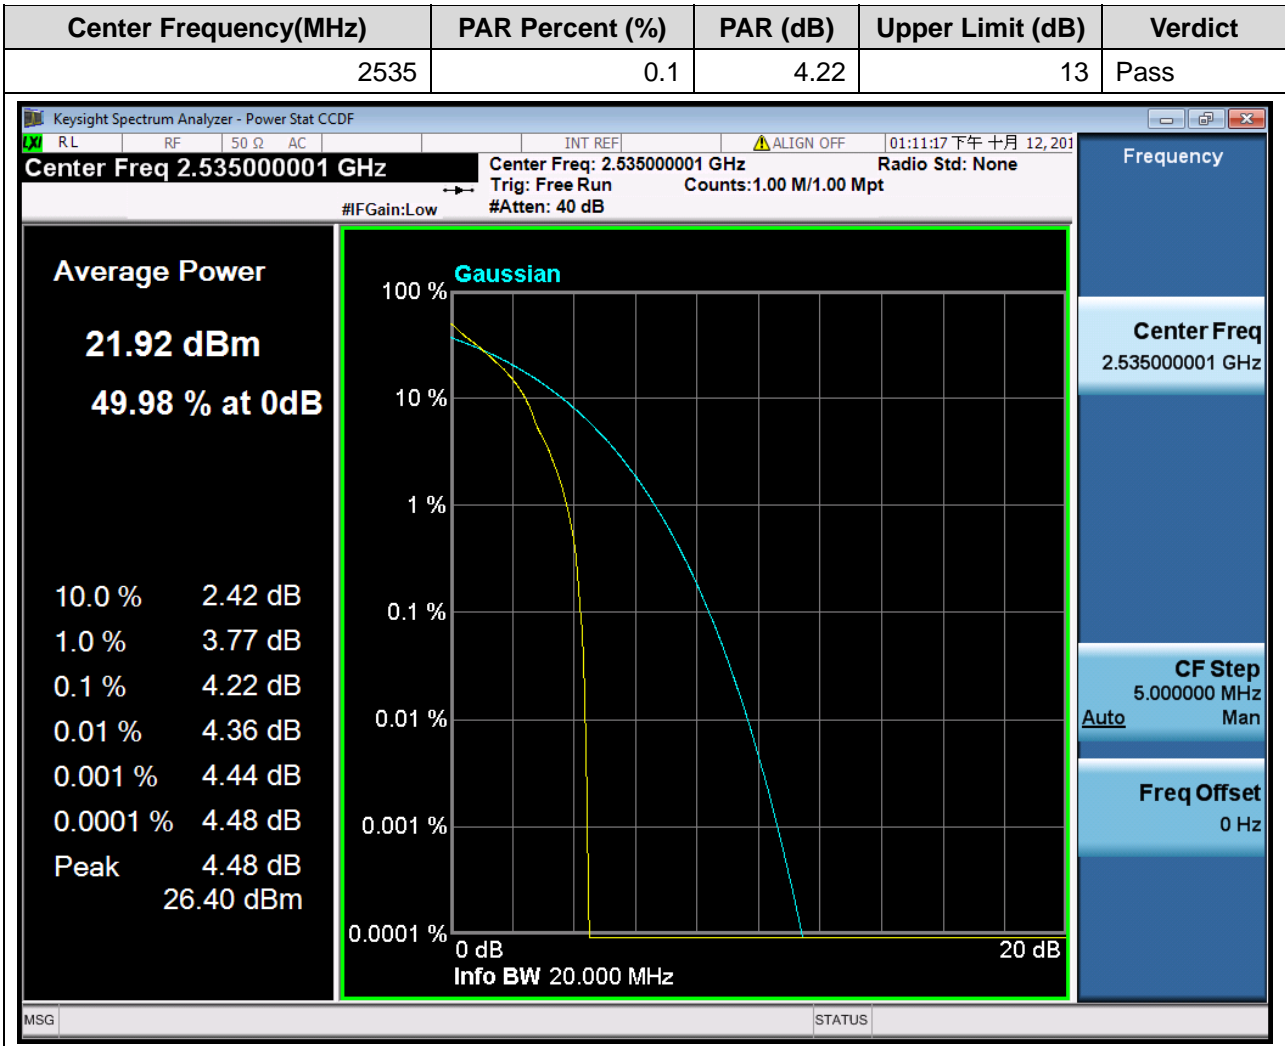 Center Frequency(MHz) PAR Percent (%) PAR (dB) Upper Limit (dB) Verdict
2535 0.1 4.22 13 Pass
Keysight Spectrum Analyzer - Power Stat CCDF
LXI RL RF 50 Ω AC INT REF ALIGN OFF 01:11:17 下午 十月 12, 201
Center Freq 2.535000001 GHz
Center Freq: 2.535000001 GHz Radio Std: None
Trig: Free Run Counts:1.00 M/1.00 Mpt
#IFGain:Low #Atten: 40 dB
Average Power
21.92 dBm
49.98 % at 0dB
10.0 % 2.42 dB
1.0 % 3.77 dB
0.1 % 4.22 dB
0.01 % 4.36 dB
0.001 % 4.44 dB
0.0001 % 4.48 dB
Peak 4.48 dB
26.40 dBm
Gaussian
100 %
10 %
1 %
0.1 %
0.01 %
0.001 %
0.0001 %
0 dB 20 dB
Info BW 20.000 MHz
Frequency
Center Freq
2.535000001 GHz
CF Step
5.000000 MHz
Auto Man
Freq Offset
0 Hz
MSG STATUS